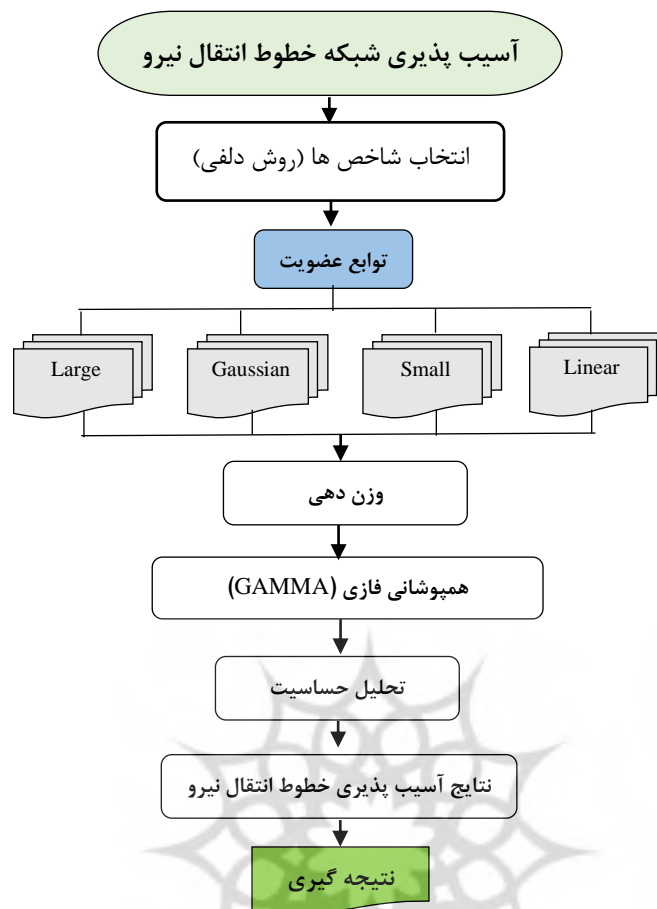 آسیب پذیری شبکه خطوط انتقال نیرو
انتخاب شاخص ها (روش دلفی)
توابع عضویت
Large
Gaussian
Small
Linear
وزن دهی
همپوشانی فازی (GAMMA)
تحلیل حساسیت
نتایج آسیب پذیری خطوط انتقال نیرو
نتیجه گیری